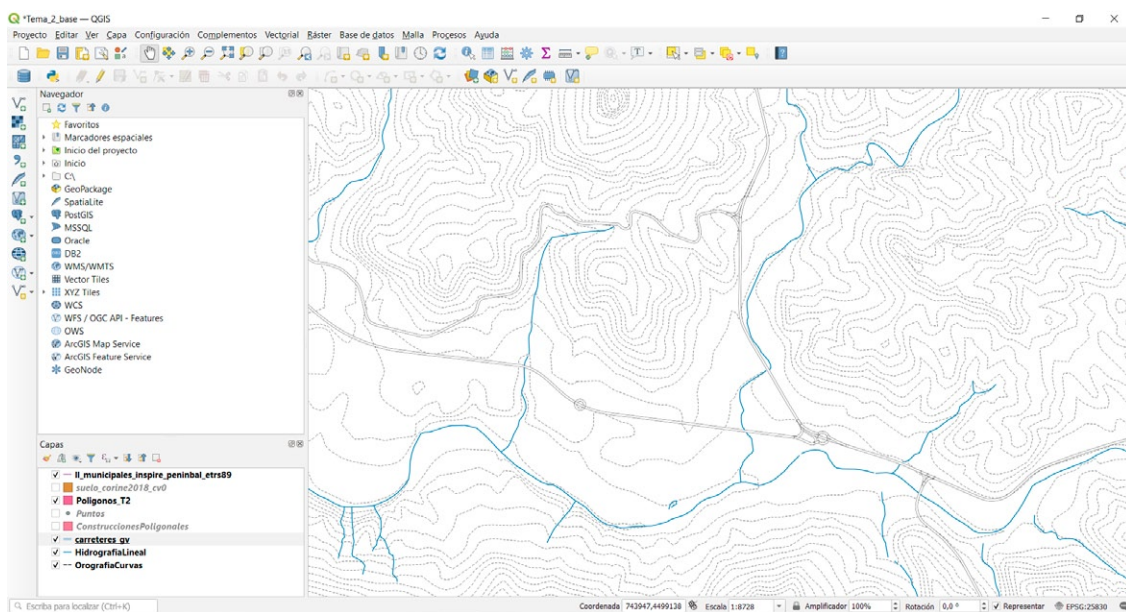 *Tema_2_base — QGIS
Proyecto Editar Ver Capa Configuración Complementos Vectorial Ráster Base de datos Malla Procesos Ayuda
Navegador
Favoritos
Marcadores espaciales
Inicio del proyecto
Inicio
C:\
GeoPackage
SpatiaLite
PostGIS
MSSQL
Oracle
DB2
WMS/WMTS
Vector Tiles
XYZ Tiles
WCS
WFS / OGC API - Features
OWS
ArcGIS Map Service
ArcGIS Feature Service
GeoNode
Capas
ll_municipales_inspire_peninbal_etrs89
suelo_corine2018_cv0
Poligonos_T2
Puntos
ConstruccionesPoligonales
carreteres_gv
HidrografiaLineal
OrografiaCurvas
Escriba para localizar (Ctrl+K)
Coordenada 743947,4499138 Escala 1:8728 Amplificador 100% Rotación 0,0 ° Representar EPSG:25830